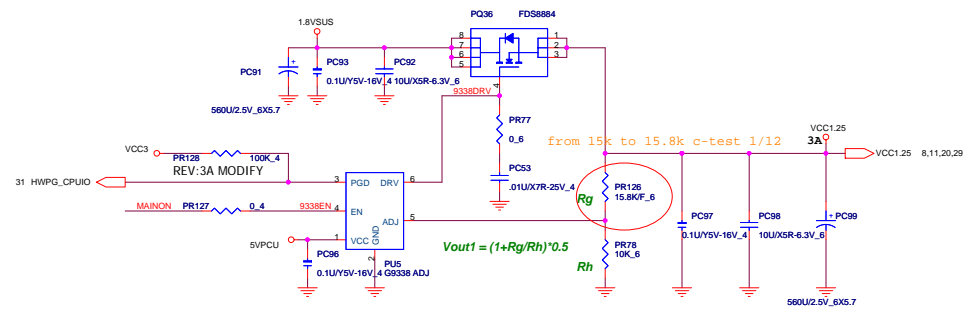 PQ36 FDS8884
1.8VSUS
8
7
6
5
1
2
3
4
PC91
560U/2.5V_6X5.7
PC93
0.1U/Y5V-16V_4
PC92
10U/X5R-6.3V_6
9338DRV
PR77
0_6
PC53
.01U/X7R-25V_4
from 15k to 15.8k c-test 1/12
VCC1.25
3A
VCC1.25 8,11,20,29
VCC3
PR128 100K_4
REV:3A MODIFY
31 HWPG_CPUIO
MAINON PR127 0_4 9338EN
5VPCU
PC96
0.1U/Y5V-16V_4
3 PGD DRV 6
4 EN
ADJ 5
1 VCC GND
2
PU5
G9338 ADJ
Rg
PR126
15.8K/F_6
Vout1 = (1+Rg/Rh)*0.5
Rh
PR78
10K_6
PC97
0.1U/Y5V-16V_4
PC98
10U/X5R-6.3V_6
PC99
560U/2.5V_6X5.7
+
+